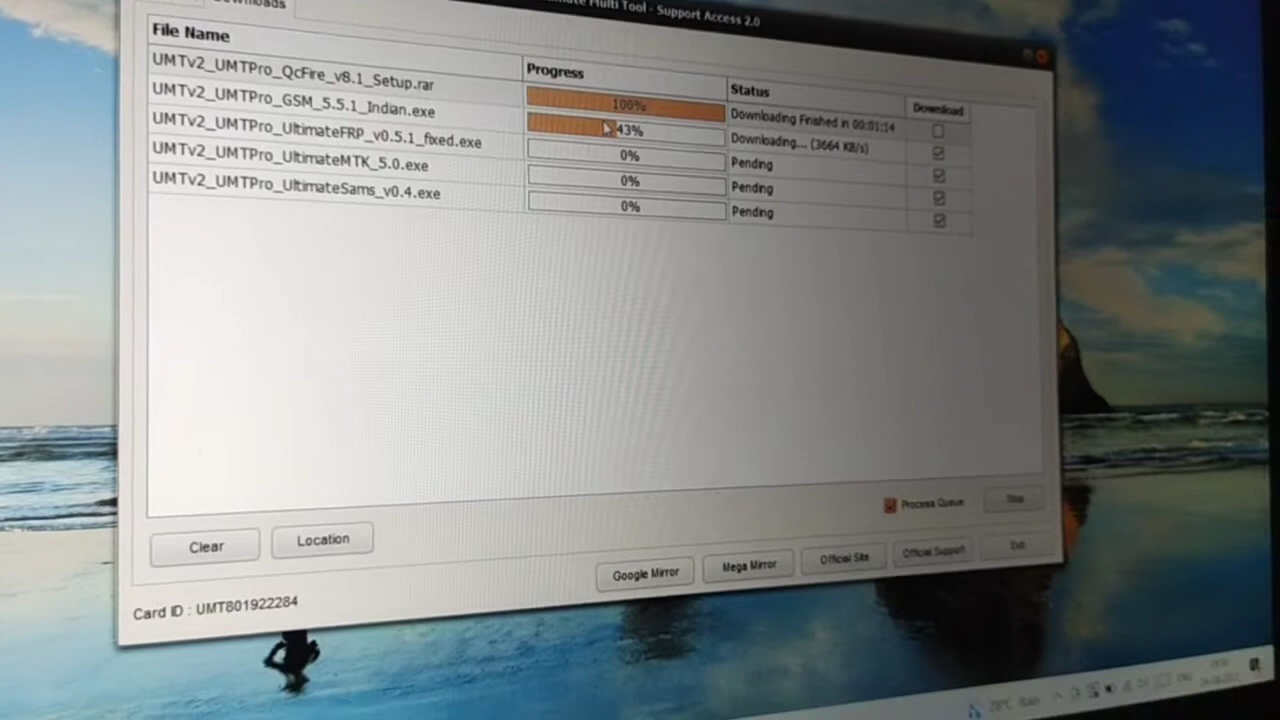 Downloads
Multi Tool - Support Access 2.0
File Name
Progress
Status
Download
UMTv2_UMTPro_QcFire_v8.1_Setup.rar
100%
Downloading Finished in 00:01:14
UMTv2_UMTPro_GSM_5.5.1_Indian.exe
43%
Downloading... (3664 KB/s)
UMTv2_UMTPro_UltimateFRP_v0.5.1_fixed.exe
0%
Pending
UMTv2_UMTPro_UltimateMTK_5.0.exe
0%
Pending
UMTv2_UMTPro_UltimateSams_v0.4.exe
0%
Pending
Process Queue
Stop
Clear
Location
Google Mirror
Mega Mirror
Official Site
Official Support
Exit
Card ID : UMT801922284
ENG